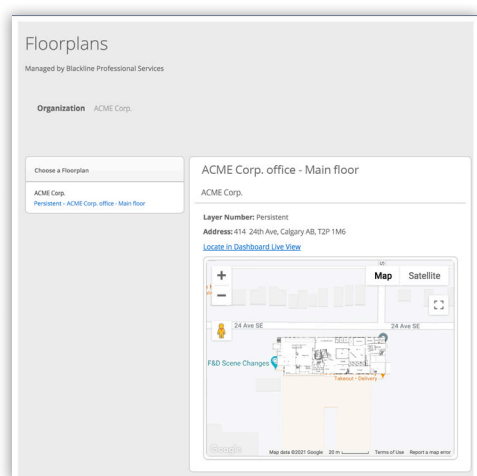 Floorplans
Managed by Blackline Professional Services
Organization ACME Corp.
Choose a Floorplan
ACME Corp.
Persistent - ACME Corp. office - Main floor
ACME Corp. office - Main floor
ACME Corp.
Layer Number: Persistent
Address: 414 24th Ave, Calgary AB, T2P 1M6
Locate in Dashboard Live View
Map Satellite
24 Ave SE
24 Ave SE
F&D Scene Changes
Takeout • Delivery
Google
Map data ©2021 Google 20 m Terms of Use Report a map error